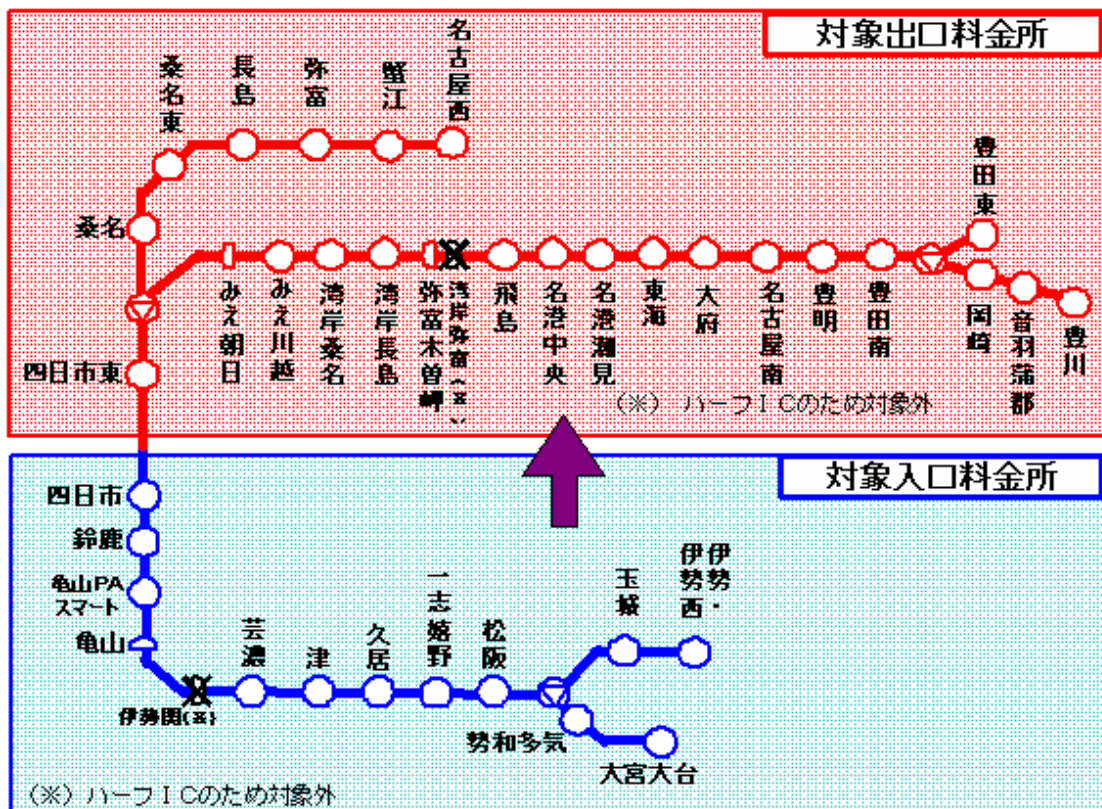 対象出口料金所
桑名東
長島
弥富
蟹江
名古屋西
桑名
豊田東
四日市東
みえ朝日
みえ川越
湾岸桑名
湾岸長島
弥富木曽岬
湾岸弥富(※)
飛島
名港中央
名港潮見
東海
大府
名古屋南
豊明
豊田南
岡崎
音羽蒲郡
豊川
(※) ハーフICのため対象外
対象入口料金所
四日市
鈴鹿
亀山PA
スマート
亀山
伊勢関(※)
芸濃
津
久居
一志嬉野
松阪
玉城
伊勢・
伊勢西
勢和多気
大宮大台
(※) ハーフICのため対象外